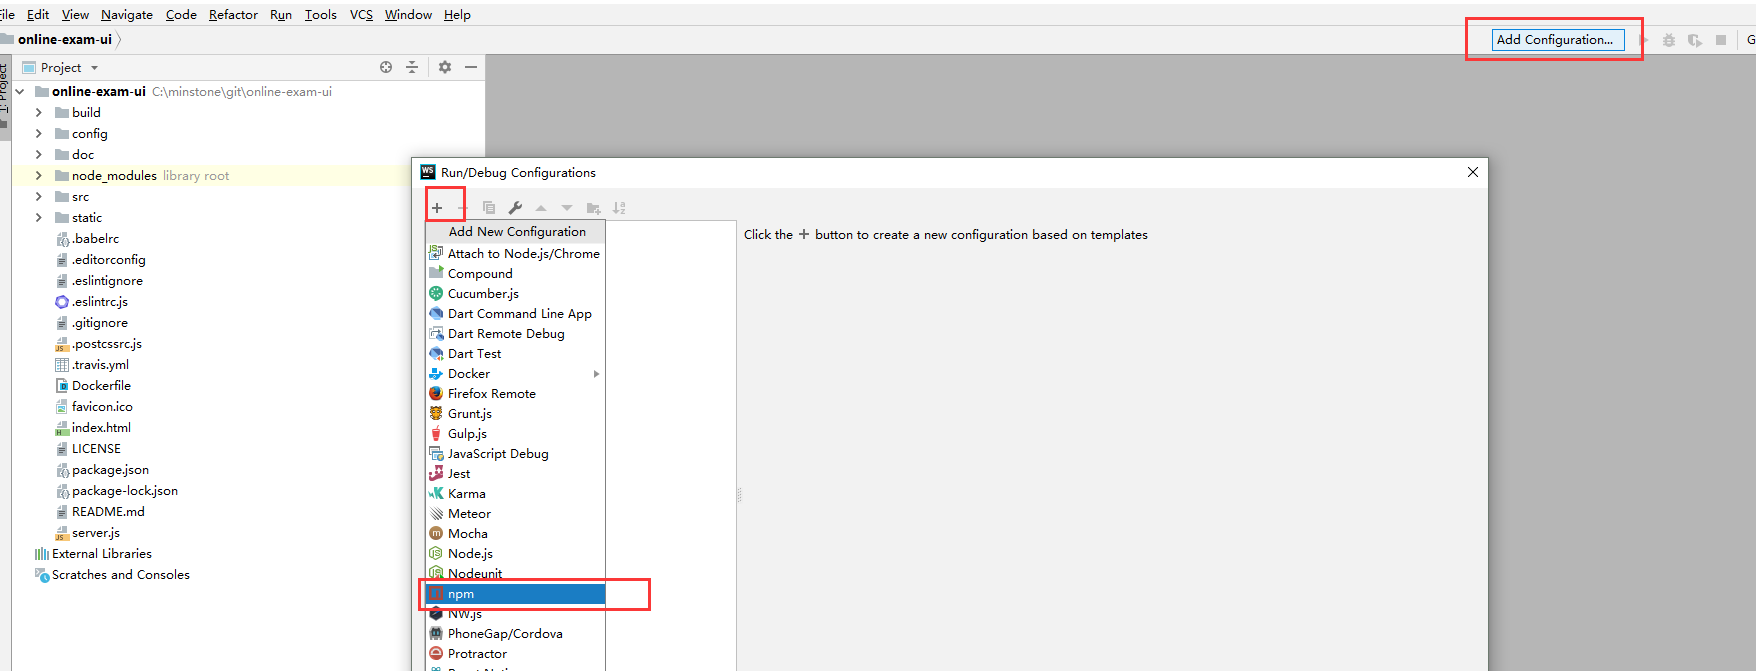 File Edit View Navigate Code Refactor Run Tools VCS Window Help
online-exam-ui
Add Configuration...
1: Project
Project
online-exam-ui C:\minstone\git\online-exam-ui
build
config
doc
node_modules library root
src
static
.babelrc
.editorconfig
.eslintignore
.eslintrc.js
.gitignore
.postcssrc.js
.travis.yml
Dockerfile
favicon.ico
index.html
LICENSE
package.json
package-lock.json
README.md
server.js
External Libraries
Scratches and Consoles
Run/Debug Configurations
Add New Configuration
Attach to Node.js/Chrome
Compound
Cucumber.js
Dart Command Line App
Dart Remote Debug
Dart Test
Docker
Firefox Remote
Grunt.js
Gulp.js
JavaScript Debug
Jest
Karma
Meteor
Mocha
Node.js
Nodeunit
npm
NW.js
PhoneGap/Cordova
Protractor
Click the + button to create a new configuration based on templates